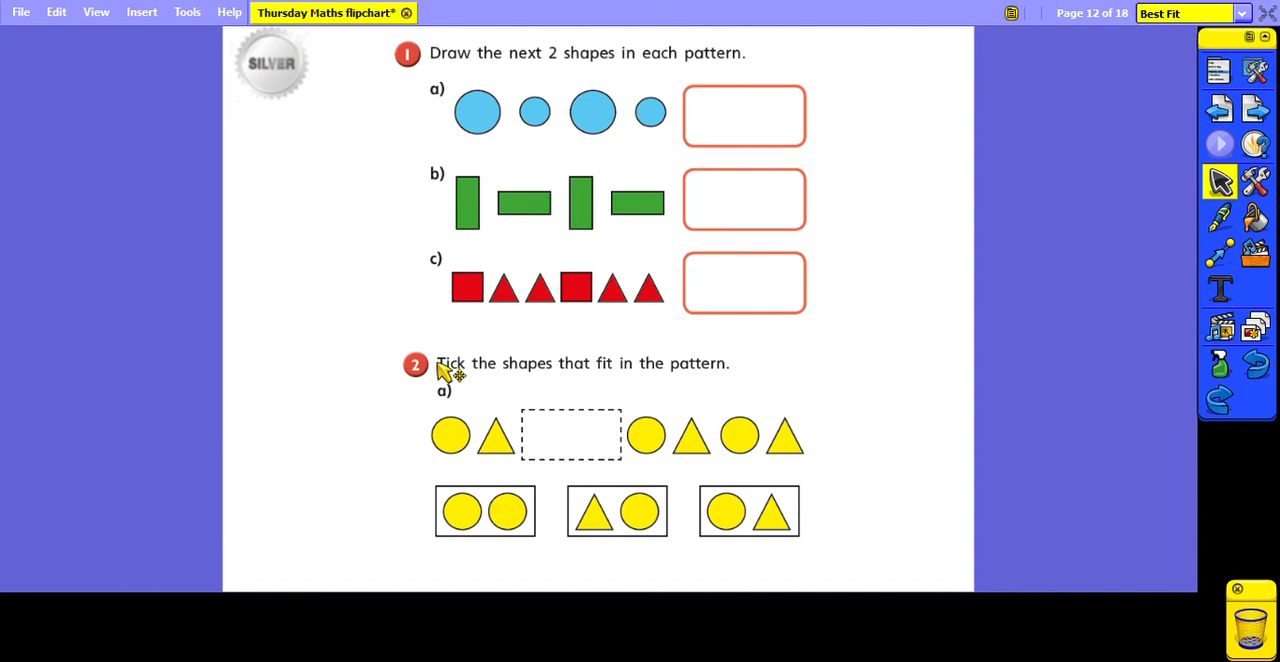 File Edit View Insert Tools Help Thursday Maths flipchart* Page 12 of 18 Best Fit
SILVER
1 Draw the next 2 shapes in each pattern.
a)
b)
c)
2 Tick the shapes that fit in the pattern.
a)
T